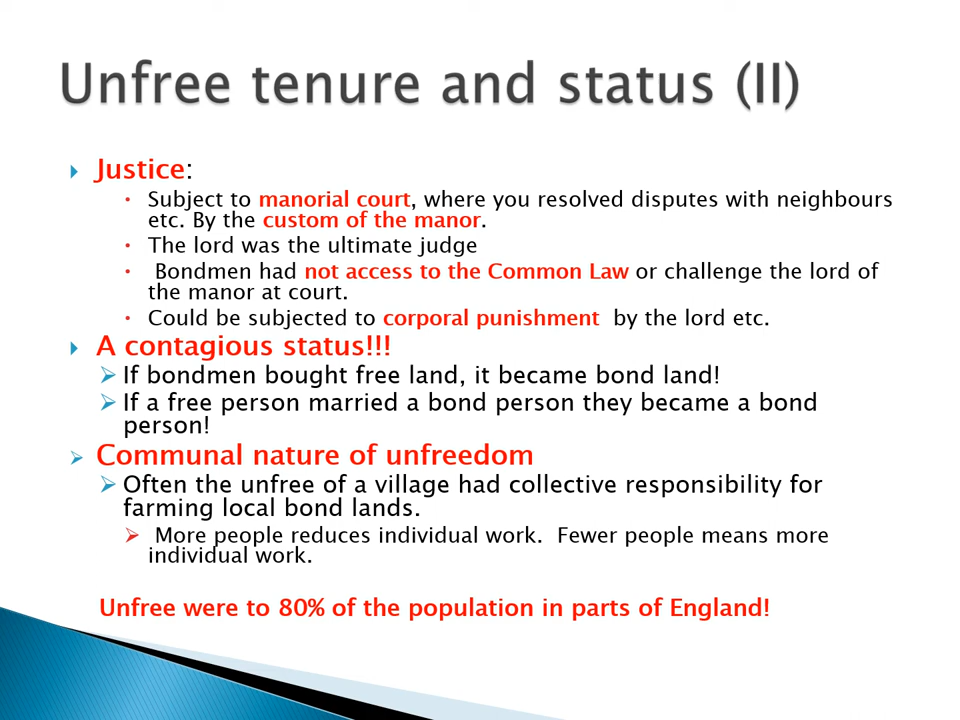 Unfree tenure and status (II)
Justice:
Subject to manorial court, where you resolved disputes with neighbours
etc. By the custom of the manor.
The lord was the ultimate judge
Bondmen had not access to the Common Law or challenge the lord of
the manor at court.
Could be subjected to corporal punishment by the lord etc.
A contagious status!!!
If bondmen bought free land, it became bond land!
If a free person married a bond person they became a bond
person!
Communal nature of unfreedom
Often the unfree of a village had collective responsibility for
farming local bond lands.
More people reduces individual work. Fewer people means more
individual work.
Unfree were to 80% of the population in parts of England!